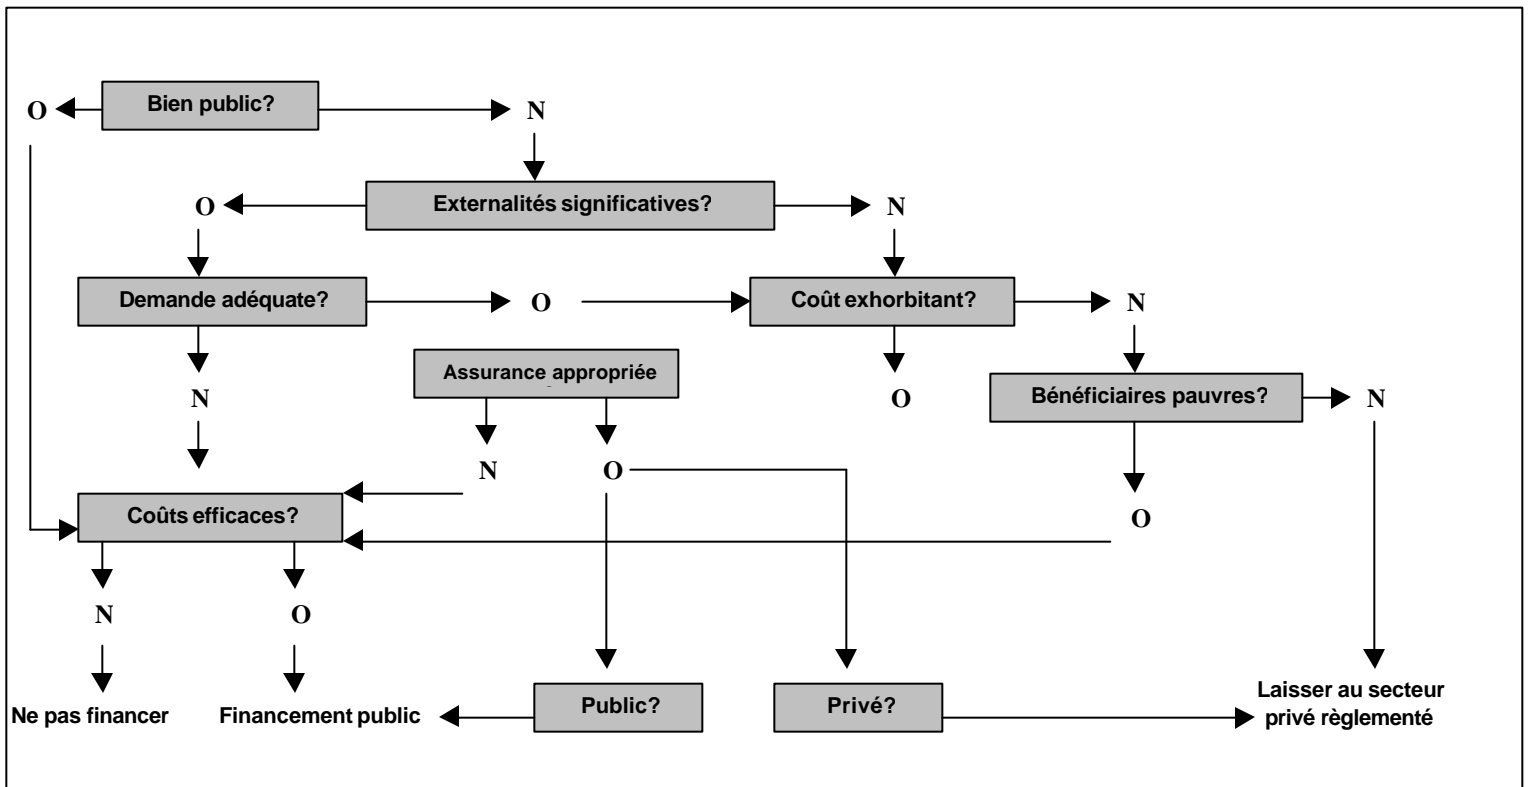 O
Bien public?
N
O
Externalités significatives?
N
Demande adéquate?
O
Coût exhorbitant?
N
Assurance appropriée
N
O
Bénéficiaires pauvres?
N
N
O
Coûts efficaces?
O
N
O
Ne pas financer
Financement public
Public?
Privé?
Laisser au secteur
privé règlementé